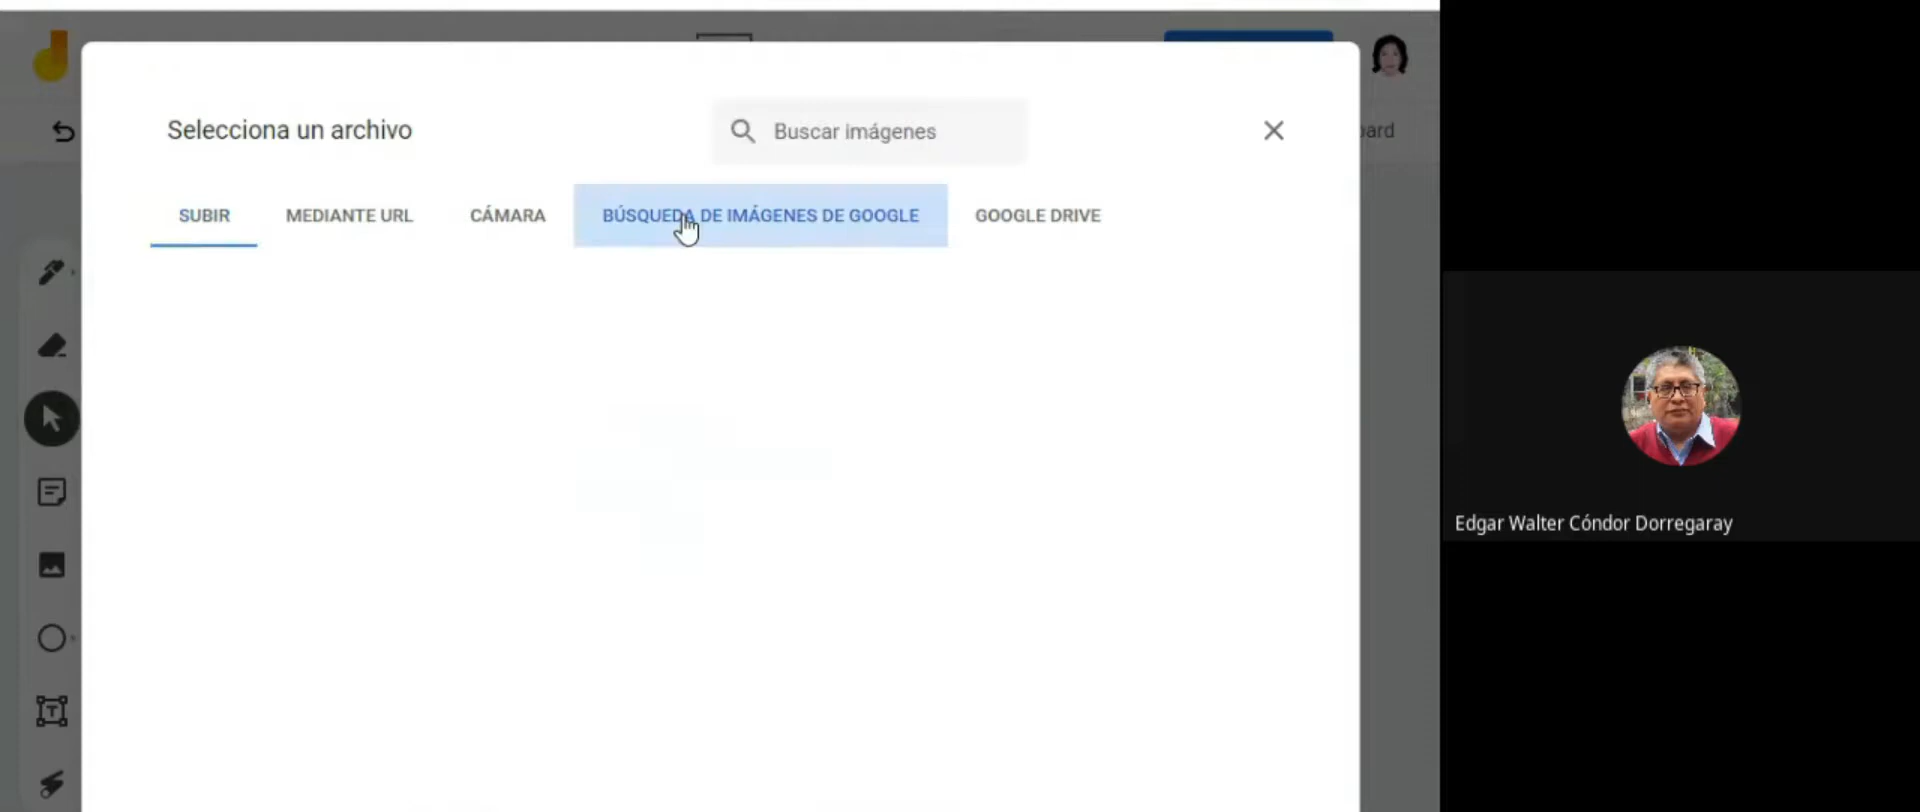 Selecciona un archivo
Buscar imágenes
SUBIR
MEDIANTE URL
CÁMARA
BÚSQUEDA DE IMÁGENES DE GOOGLE
GOOGLE DRIVE
Edgar Walter Cóndor Dorregaray